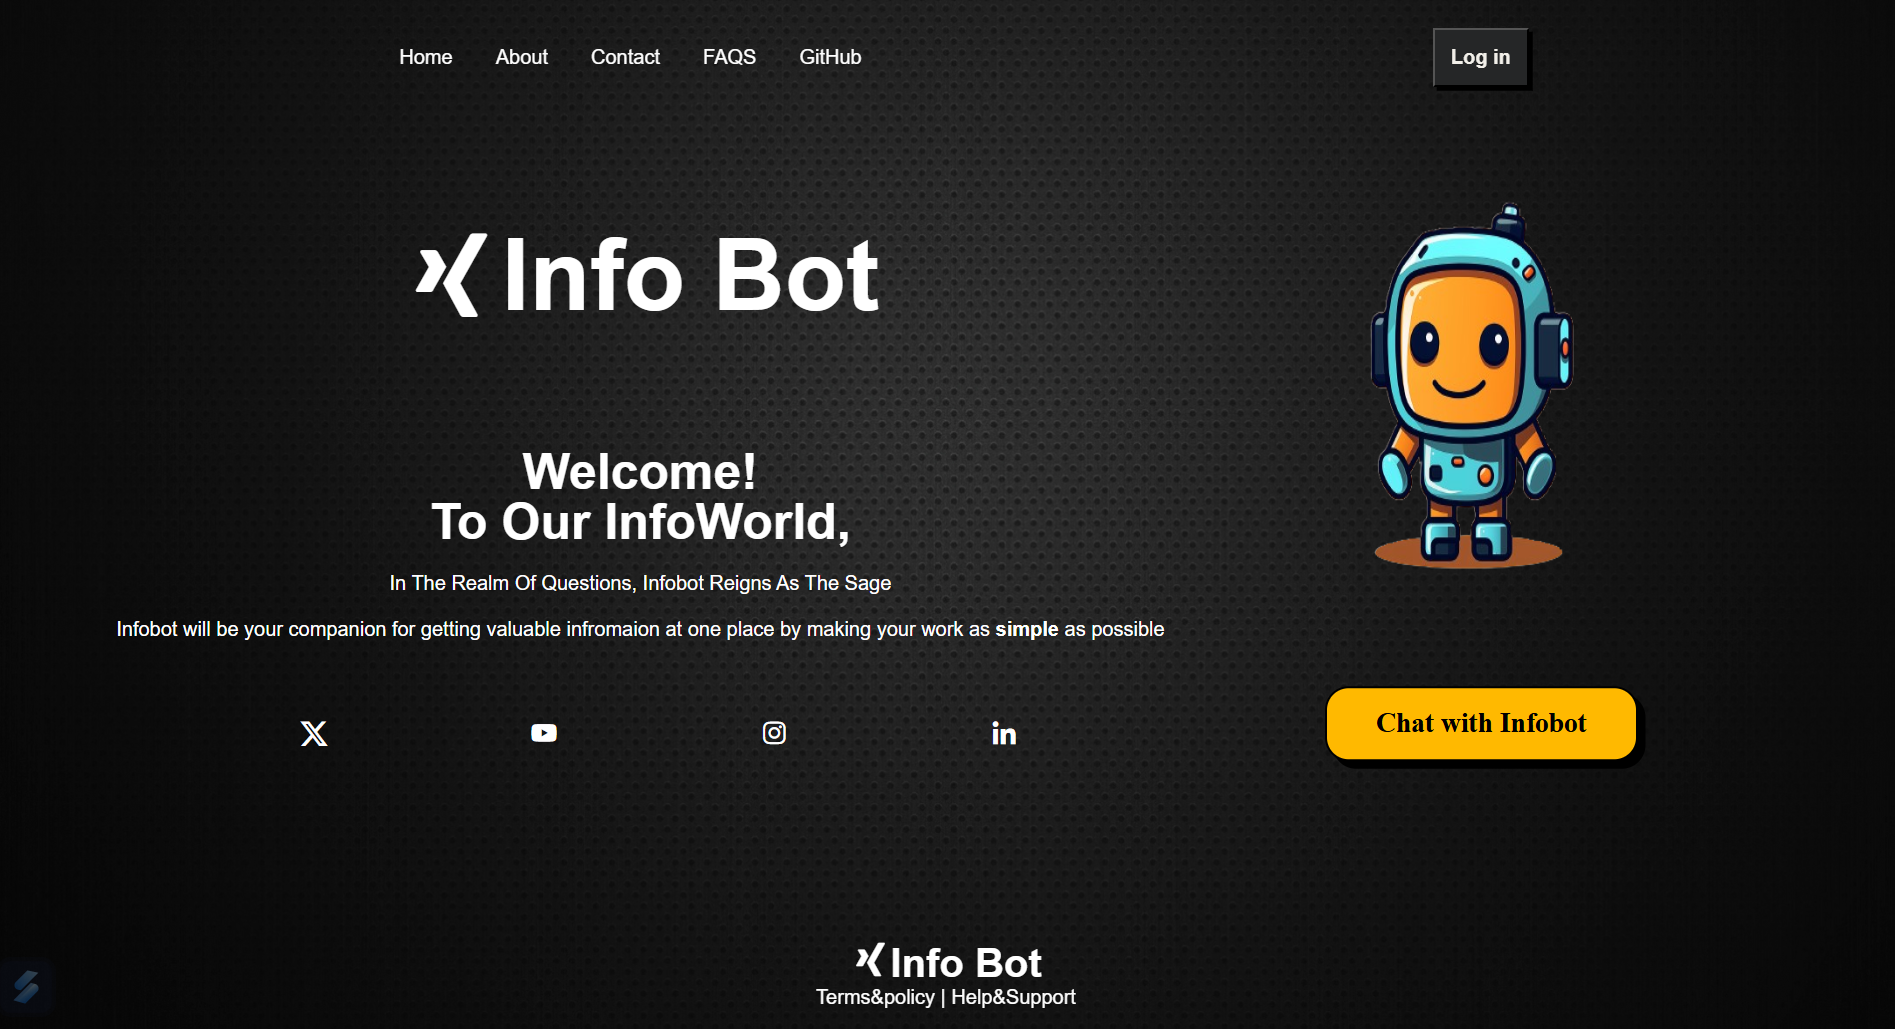 Home About Contact FAQS GitHub Log in
Info Bot
Welcome!
To Our InfoWorld,
In The Realm Of Questions, Infobot Reigns As The Sage
Infobot will be your companion for getting valuable infromaion at one place by making your work as simple as possible
Chat with Infobot
Info Bot
Terms&policy | Help&Support